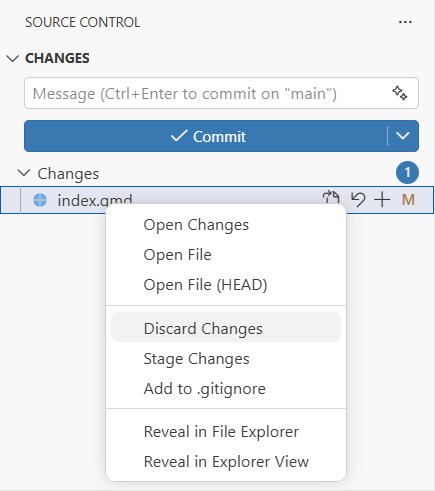 SOURCE CONTROL
CHANGES
Message (Ctrl+Enter to commit on "main")
Commit
Changes 1
index.qmd M
Open Changes
Open File
Open File (HEAD)
Discard Changes
Stage Changes
Add to .gitignore
Reveal in File Explorer
Reveal in Explorer View